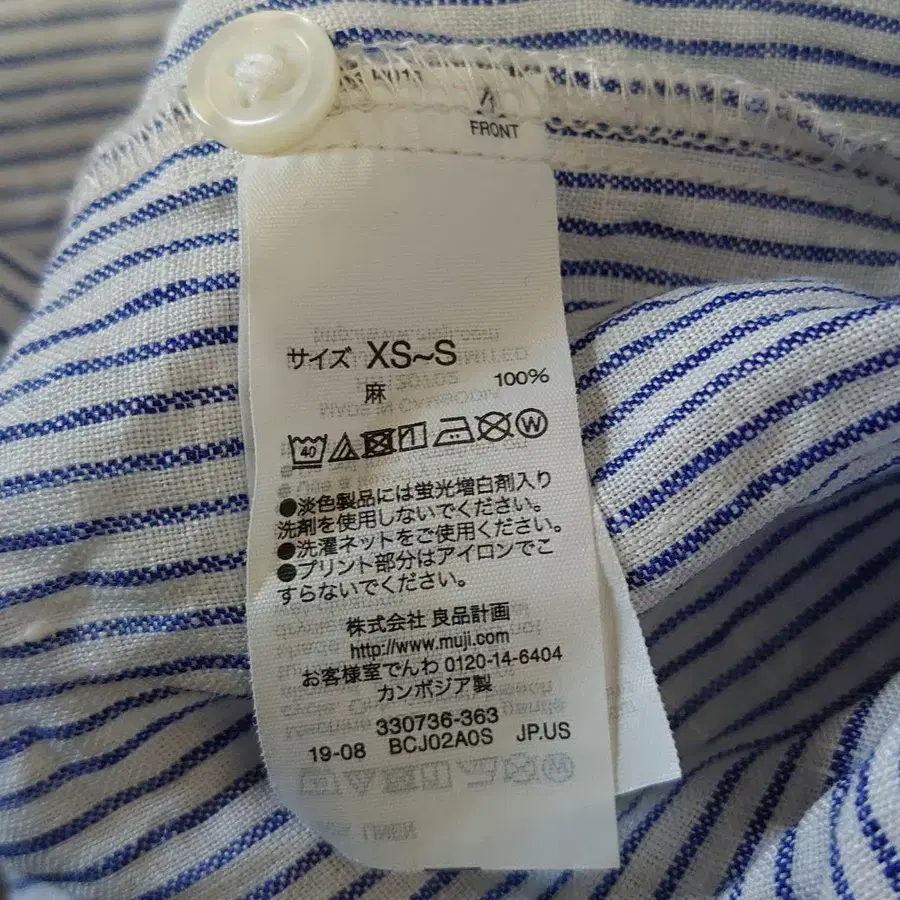 FRONT
サイズ XS~S
麻 100%
40
W
●淡色製品には蛍光増白剤入り
洗剤を使用しないでください。
●洗濯ネットをご使用ください。
●プリント部分はアイロンでこ
すらないでください。
株式会社 良品計画
http://www.muji.com
お客様室でんわ 0120-14-6404
カンボジア製
330736-363
19-08 BCJ02A0S JP.US